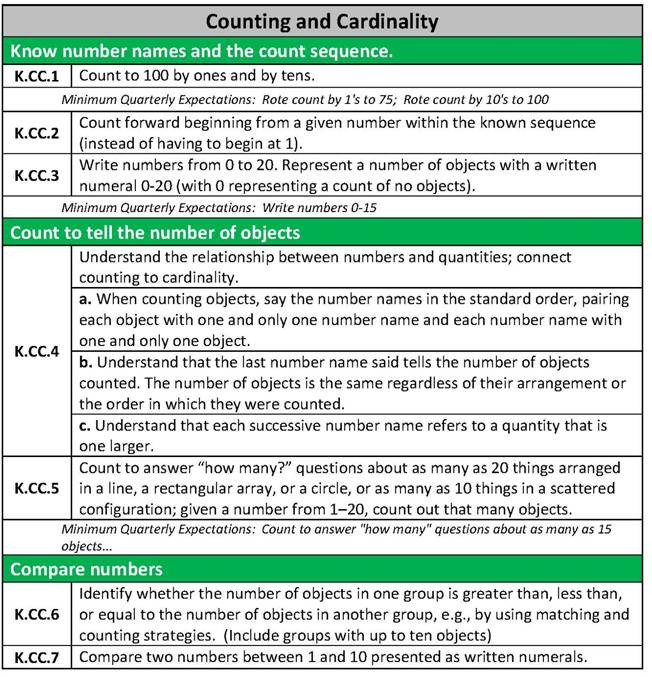 Counting and Cardinality
Know number names and the count sequence.
K.CC.1 Count to 100 by ones and by tens.
Minimum Quarterly Expectations: Rote count by 1's to 75; Rote count by 10's to 100
K.CC.2 Count forward beginning from a given number within the known sequence
(instead of having to begin at 1).
K.CC.3 Write numbers from 0 to 20. Represent a number of objects with a written
numeral 0-20 (with 0 representing a count of no objects).
Minimum Quarterly Expectations: Write numbers 0-15
Count to tell the number of objects
K.CC.4
Understand the relationship between numbers and quantities; connect
counting to cardinality.
a. When counting objects, say the number names in the standard order, pairing
each object with one and only one number name and each number name with
one and only one object.
b. Understand that the last number name said tells the number of objects
counted. The number of objects is the same regardless of their arrangement or
the order in which they were counted.
c. Understand that each successive number name refers to a quantity that is
one larger.
K.CC.5
Count to answer “how many?” questions about as many as 20 things arranged
in a line, a rectangular array, or a circle, or as many as 10 things in a scattered
configuration; given a number from 1–20, count out that many objects.
Minimum Quarterly Expectations: Count to answer "how many" questions about as many as 15
objects...
Compare numbers
K.CC.6
Identify whether the number of objects in one group is greater than, less than,
or equal to the number of objects in another group, e.g., by using matching and
counting strategies. (Include groups with up to ten objects)
K.CC.7 Compare two numbers between 1 and 10 presented as written numerals.